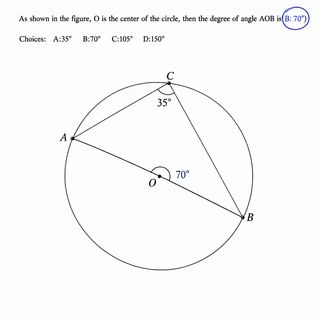 As shown in the figure, O is the center of the circle, then the degree of angle AOB is (B: 70°)
Choices: A:35° B:70° C:105° D:150°
C
35°
A
70°
O
B